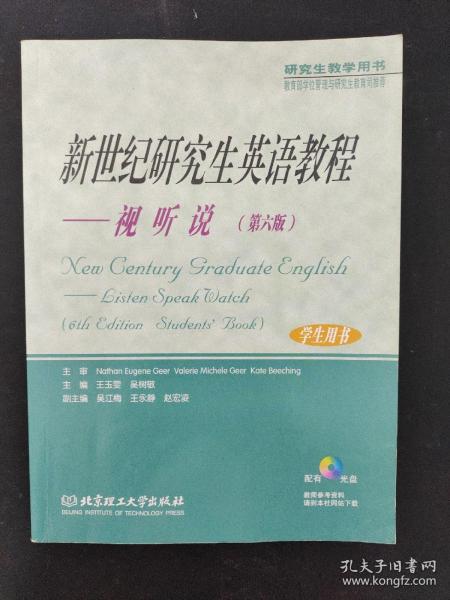 研究生教学用书
教育部学位管理与研究生教育司推荐
新世纪研究生英语教程
——视听说（第六版）
New Century Graduate English
——Listen Speak Watch
(6th Edition Students' Book)
学生用书
主审 Nathan Eugene Geer Valerie Michele Geer Kate Beeching
主编 王玉雯 吴树敬
副主编 吴江梅 王永静 赵宏凌
配有 光盘
教师参考资料
请到本社网站下载
北京理工大学出版社
BEIJING INSTITUTE OF TECHNOLOGY PRESS
孔夫子旧书网
www.kongfz.com